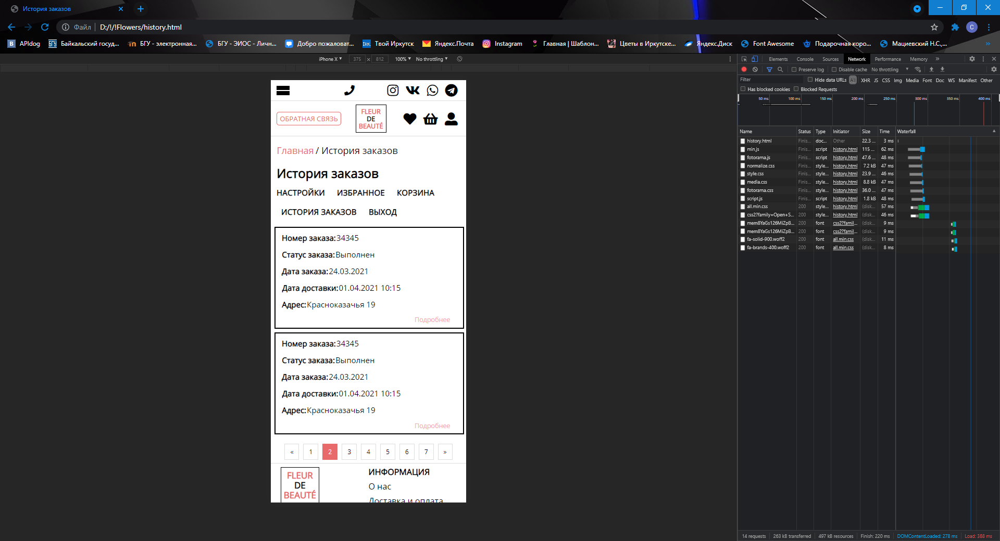 История заказов
Файл D:/!/!Flowers/history.html
C
B APIdog БГУ Байкальский госуд... БГУ - электронная... БГУ - ЭИОС - Личн... Добро пожаловат... IRK Твой Иркутск Яндекс.Почта Instagram Главная | Шаблон... Цветы в Иркутске... Яндекс.Диск Font Awesome Подарочная коро... Мациевский Н.С.,... »
iPhone X 375 × 812 100% No throttling
ОБРАТНАЯ СВЯЗЬ
FLEUR
DE
BEAUTÉ
Главная / История заказов
История заказов
НАСТРОЙКИ ИЗБРАННОЕ КОРЗИНА
ИСТОРИЯ ЗАКАЗОВ ВЫХОД
Номер заказа:34345
Статус заказа:Выполнен
Дата заказа:24.03.2021
Дата доставки:01.04.2021 10:15
Адрес:Красноказачья 19
Подробнее
Номер заказа:34345
Статус заказа:Выполнен
Дата заказа:24.03.2021
Дата доставки:01.04.2021 10:15
Адрес:Красноказачья 19
Подробнее
« 1 2 3 4 5 6 7 »
FLEUR
DE
BEAUTÉ
ИНФОРМАЦИЯ
О нас
Доставка и оплата
Elements Console Sources Network Performance Memory »
Preserve log Disable cache No throttling
Filter Hide data URLs All XHR JS CSS Img Media Font Doc WS Manifest Other
Has blocked cookies Blocked Requests
50 ms 100 ms 150 ms 200 ms 250 ms 300 ms 350 ms 400 ms
Name Status Type Initiator Size Time Waterfall
history.html Finis... doc... Other 22.3 ... 3 ms
min.js Finis... script history.html 115 ... 62 ms
fotorama.js Finis... script history.html 47.6 ... 48 ms
normalize.css Finis... style... history.html 7.2 kB 47 ms
style.css Finis... style... history.html 23.9 ... 46 ms
media.css Finis... style... history.html 8.8 kB 47 ms
fotorama.css Finis... style... history.html 36.0 ... 47 ms
script.js Finis... script history.html 1.8 kB 48 ms
all.min.css 200 style... history.html (disk... 57 ms
css2?family=Open+S... 200 style... history.html (disk... 46 ms
mem8YaGs126MiZpB... 200 font css2?famil... (disk... 9 ms
mem8YaGs126MiZpB... 200 font css2?famil... (disk... 9 ms
fa-solid-900.woff2 200 font all.min.css (disk... 11 ms
fa-brands-400.woff2 200 font all.min.css (disk... 8 ms
14 requests 263 kB transferred 497 kB resources Finish: 220 ms DOMContentLoaded: 278 ms Load: 388 ms